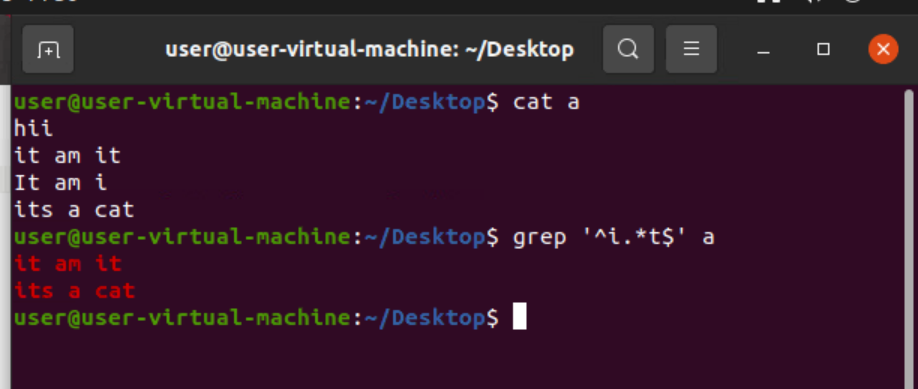 user@user-virtual-machine: ~/Desktop
user@user-virtual-machine:~/Desktop$ cat a
hii
it am it
It am i
its a cat
user@user-virtual-machine:~/Desktop$ grep '^i.*t$' a
it am it
its a cat
user@user-virtual-machine:~/Desktop$